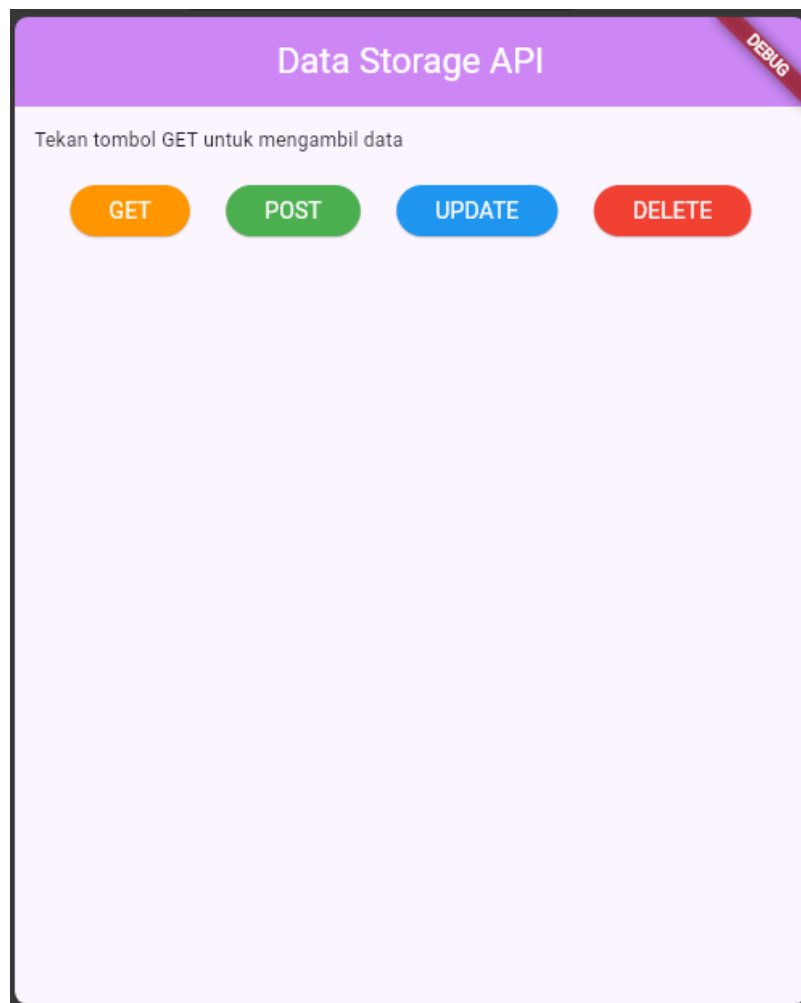 Data Storage API
DEBUG
Tekan tombol GET untuk mengambil data
GET POST UPDATE DELETE